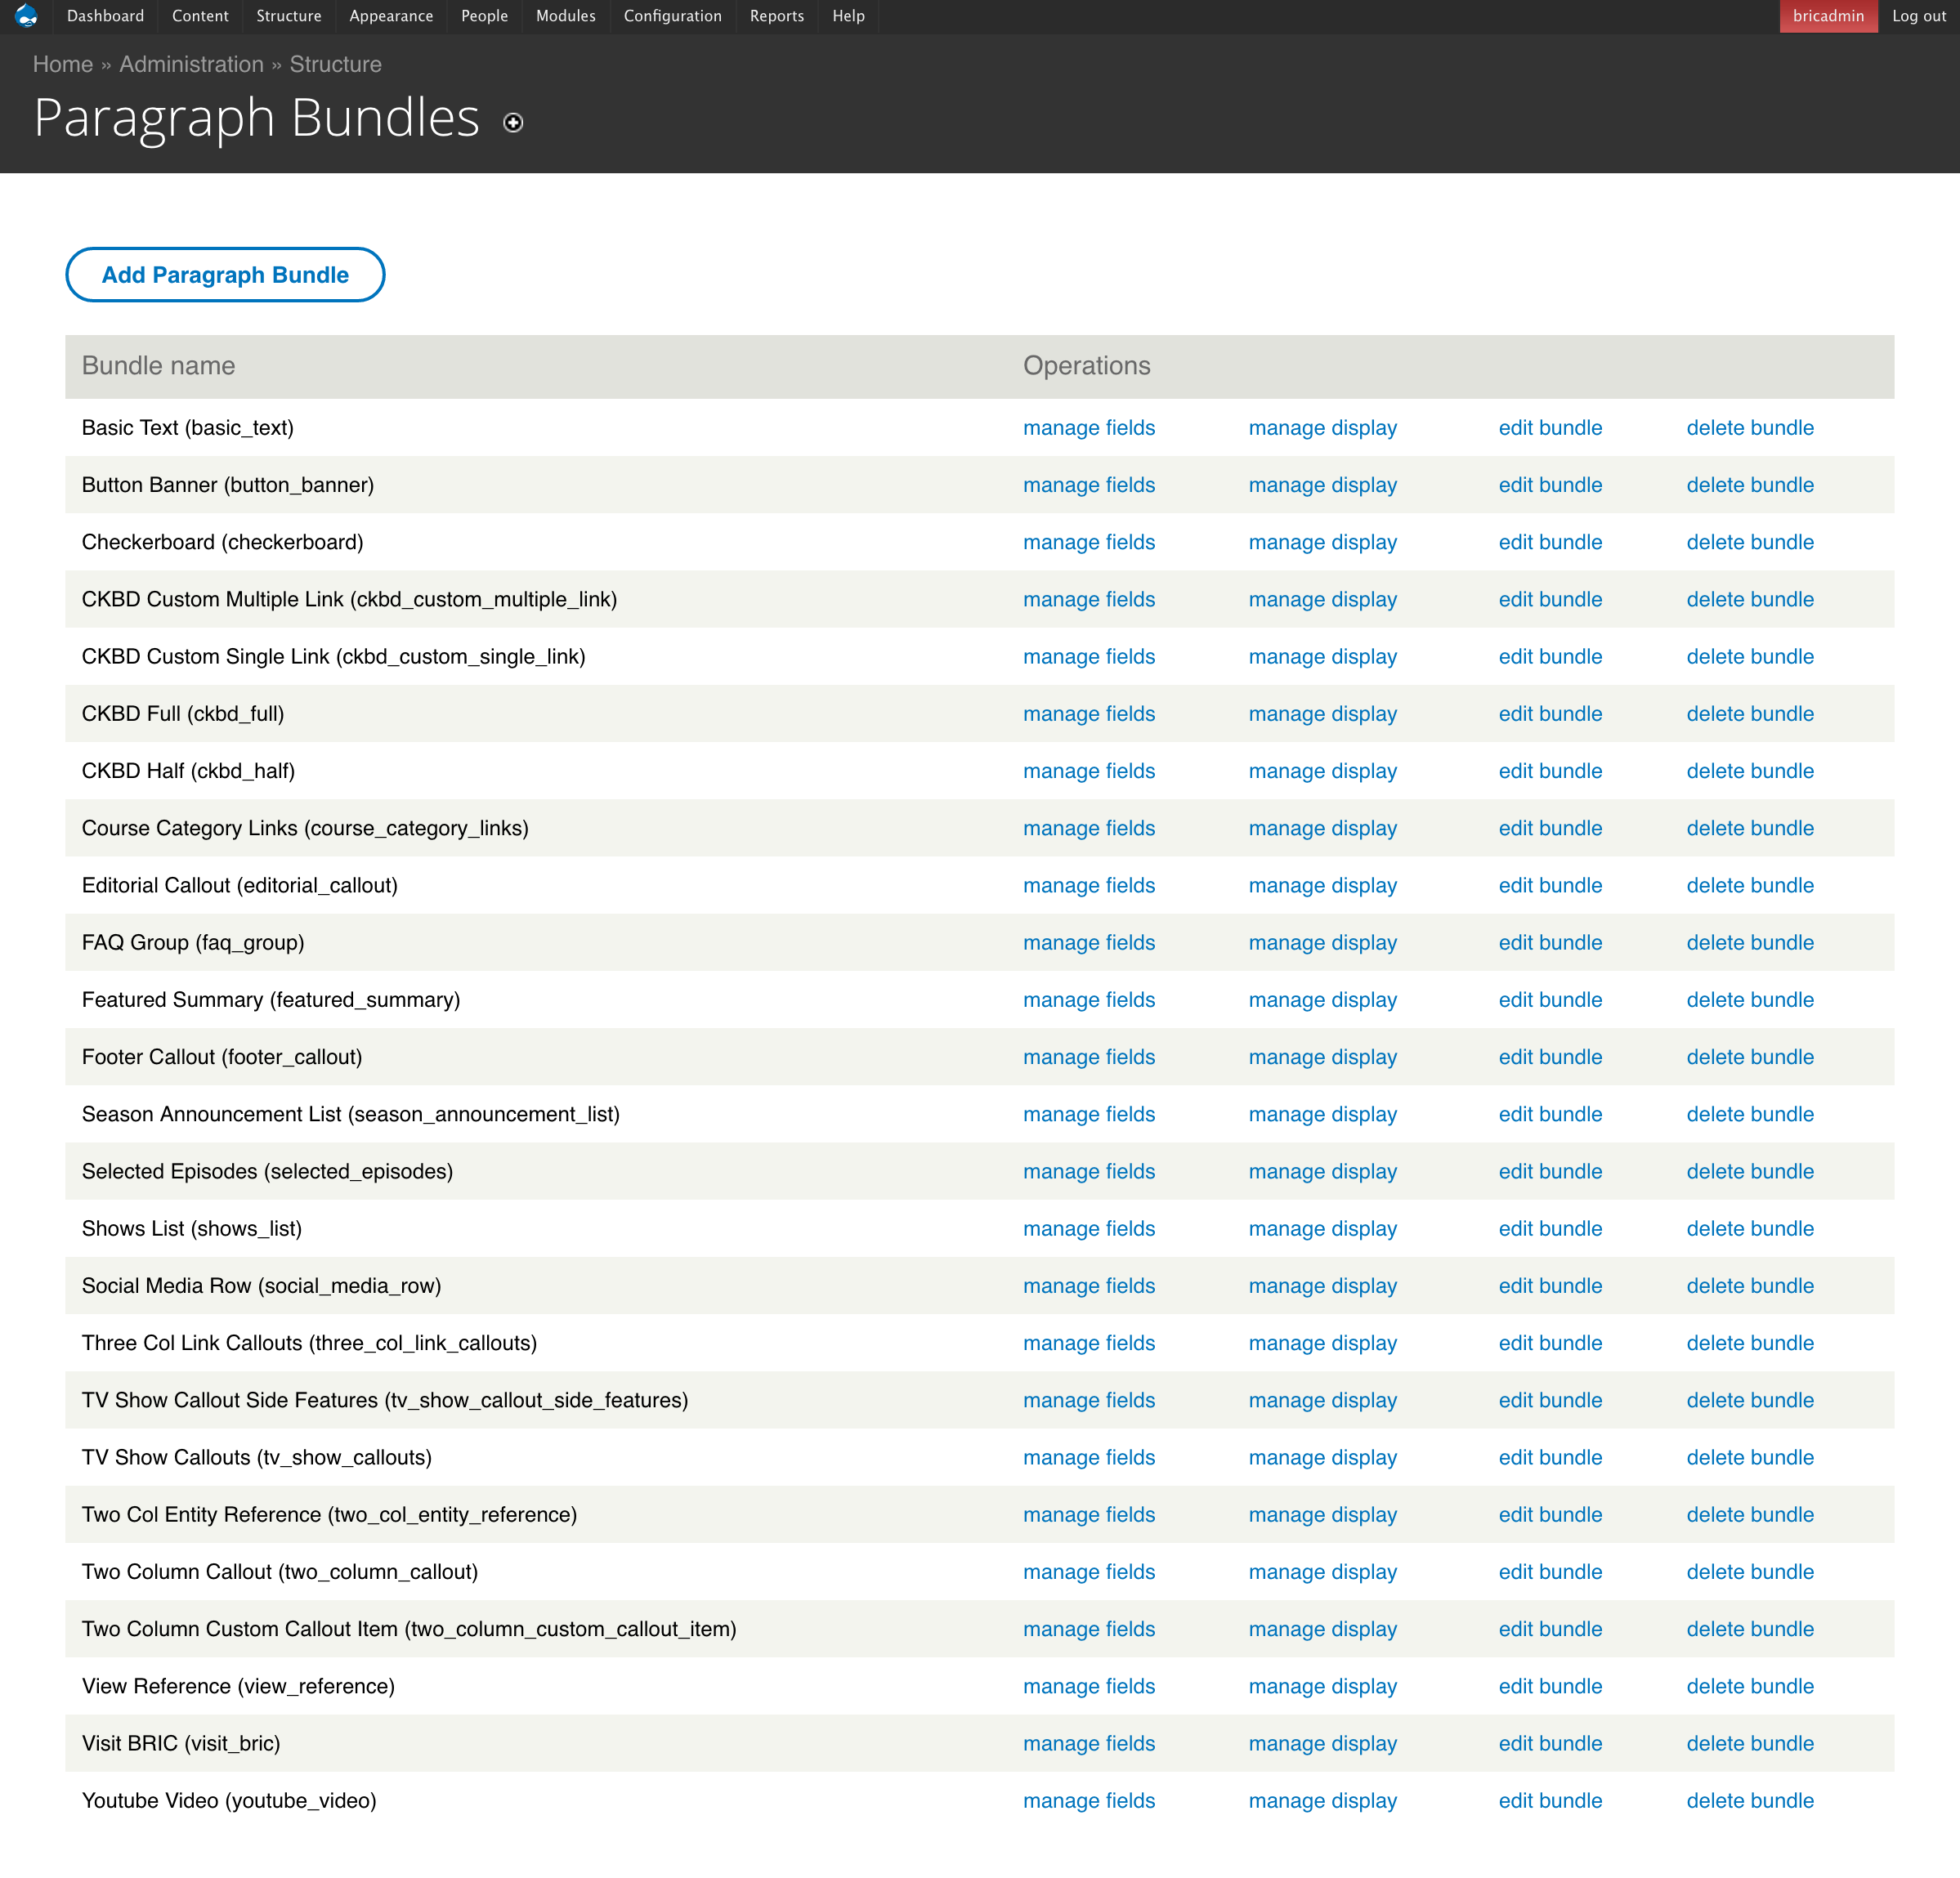 Dashboard Content Structure Appearance People Modules Configuration Reports Help bricadmin Log out
Home » Administration » Structure
Paragraph Bundles
Add Paragraph Bundle
Bundle name Operations
Basic Text (basic_text) manage fields manage display edit bundle delete bundle
Button Banner (button_banner) manage fields manage display edit bundle delete bundle
Checkerboard (checkerboard) manage fields manage display edit bundle delete bundle
CKBD Custom Multiple Link (ckbd_custom_multiple_link) manage fields manage display edit bundle delete bundle
CKBD Custom Single Link (ckbd_custom_single_link) manage fields manage display edit bundle delete bundle
CKBD Full (ckbd_full) manage fields manage display edit bundle delete bundle
CKBD Half (ckbd_half) manage fields manage display edit bundle delete bundle
Course Category Links (course_category_links) manage fields manage display edit bundle delete bundle
Editorial Callout (editorial_callout) manage fields manage display edit bundle delete bundle
FAQ Group (faq_group) manage fields manage display edit bundle delete bundle
Featured Summary (featured_summary) manage fields manage display edit bundle delete bundle
Footer Callout (footer_callout) manage fields manage display edit bundle delete bundle
Season Announcement List (season_announcement_list) manage fields manage display edit bundle delete bundle
Selected Episodes (selected_episodes) manage fields manage display edit bundle delete bundle
Shows List (shows_list) manage fields manage display edit bundle delete bundle
Social Media Row (social_media_row) manage fields manage display edit bundle delete bundle
Three Col Link Callouts (three_col_link_callouts) manage fields manage display edit bundle delete bundle
TV Show Callout Side Features (tv_show_callout_side_features) manage fields manage display edit bundle delete bundle
TV Show Callouts (tv_show_callouts) manage fields manage display edit bundle delete bundle
Two Col Entity Reference (two_col_entity_reference) manage fields manage display edit bundle delete bundle
Two Column Callout (two_column_callout) manage fields manage display edit bundle delete bundle
Two Column Custom Callout Item (two_column_custom_callout_item) manage fields manage display edit bundle delete bundle
View Reference (view_reference) manage fields manage display edit bundle delete bundle
Visit BRIC (visit_bric) manage fields manage display edit bundle delete bundle
Youtube Video (youtube_video) manage fields manage display edit bundle delete bundle